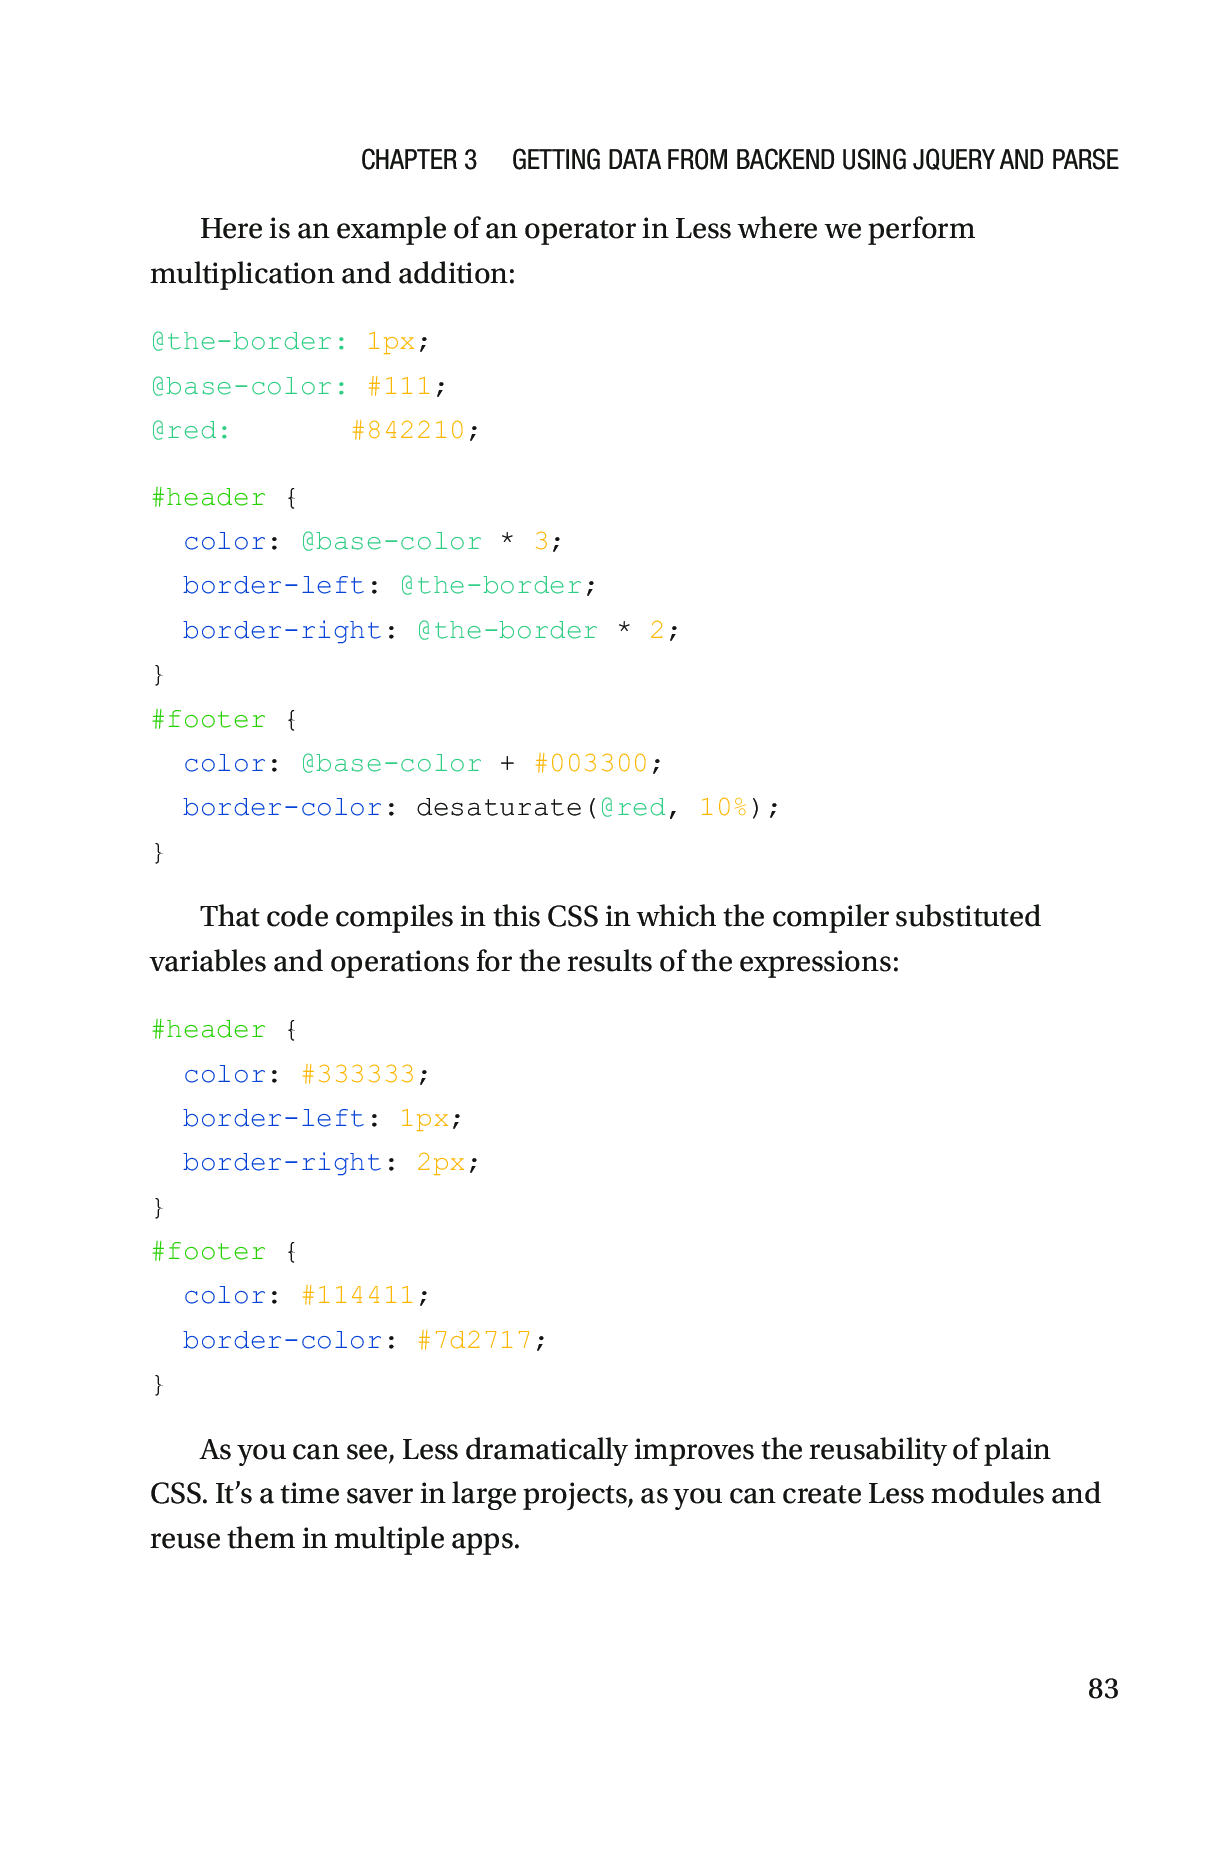 CHAPTER 3 GETTING DATA FROM BACKEND USING JQUERY AND PARSE
Here is an example of an operator in Less where we perform
multiplication and addition:
@the-border: 1px;
@base-color: #111;
@red:       #842210;
#header {
  color: @base-color * 3;
  border-left: @the-border;
  border-right: @the-border * 2;
}
#footer {
  color: @base-color + #003300;
  border-color: desaturate(@red, 10%);
}
That code compiles in this CSS in which the compiler substituted
variables and operations for the results of the expressions:
#header {
  color: #333333;
  border-left: 1px;
  border-right: 2px;
}
#footer {
  color: #114411;
  border-color: #7d2717;
}
As you can see, Less dramatically improves the reusability of plain
CSS. It’s a time saver in large projects, as you can create Less modules and
reuse them in multiple apps.
83